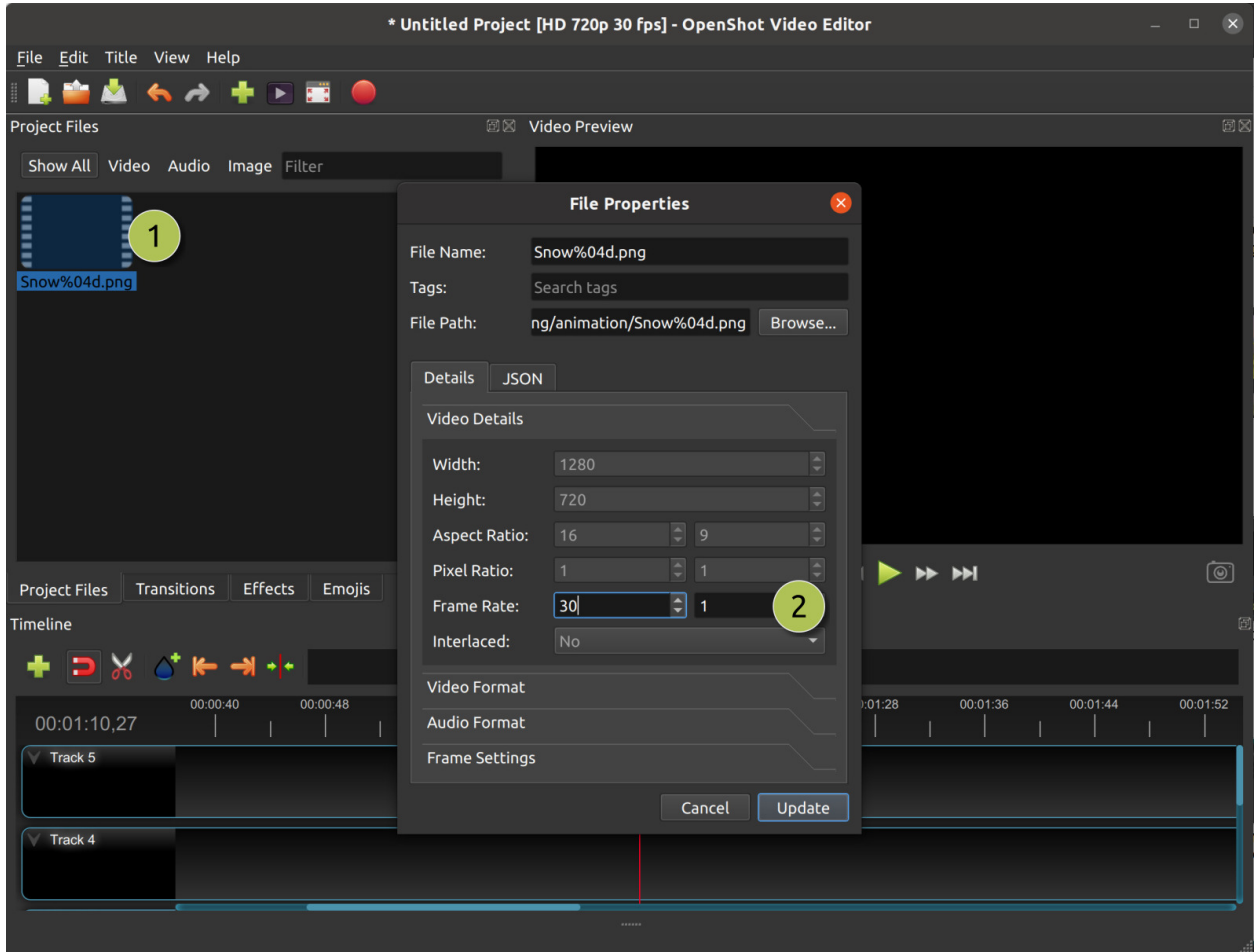 * Untitled Project [HD 720p 30 fps] - OpenShot Video Editor
File Edit Title View Help
Project Files
Video Preview
Show All Video Audio Image Filter
1
Snow%04d.png
File Properties
File Name: Snow%04d.png
Tags: Search tags
File Path: ng/animation/Snow%04d.png Browse...
Details JSON
Video Details
Width: 1280
Height: 720
Aspect Ratio: 16 9
Pixel Ratio: 1 1
Frame Rate: 30 1
2
Interlaced: No
Video Format
Audio Format
Frame Settings
Cancel Update
Project Files Transitions Effects Emojis
Timeline
00:01:10,27
00:00:40 00:00:48 0:01:28 00:01:36 00:01:44 00:01:52
Track 5
Track 4